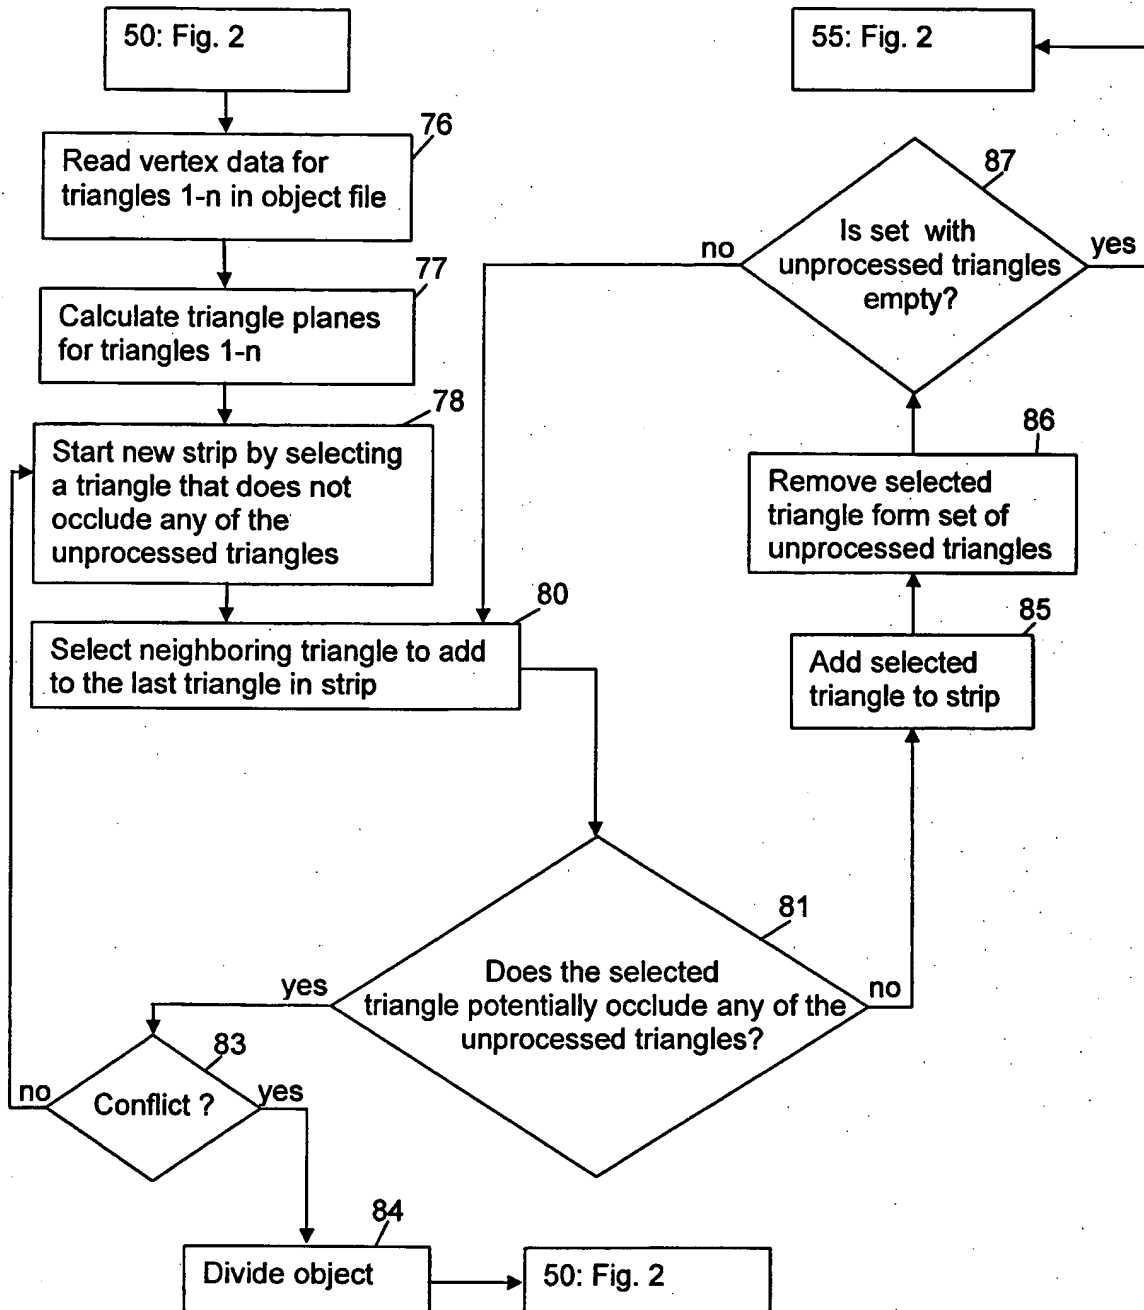 50: Fig. 2
76
Read vertex data for
triangles 1-n in object file
77
Calculate triangle planes
for triangles 1-n
78
Start new strip by selecting
a triangle that does not
occlude any of the
unprocessed triangles
80
Select neighboring triangle to add
to the last triangle in strip
81
Does the selected
triangle potentially occlude any of the
unprocessed triangles?
yes
no
83
Conflict ?
no
yes
84
Divide object
50: Fig. 2
85
Add selected
triangle to strip
86
Remove selected
triangle form set of
unprocessed triangles
87
Is set with
unprocessed triangles
empty?
no
yes
55: Fig. 2